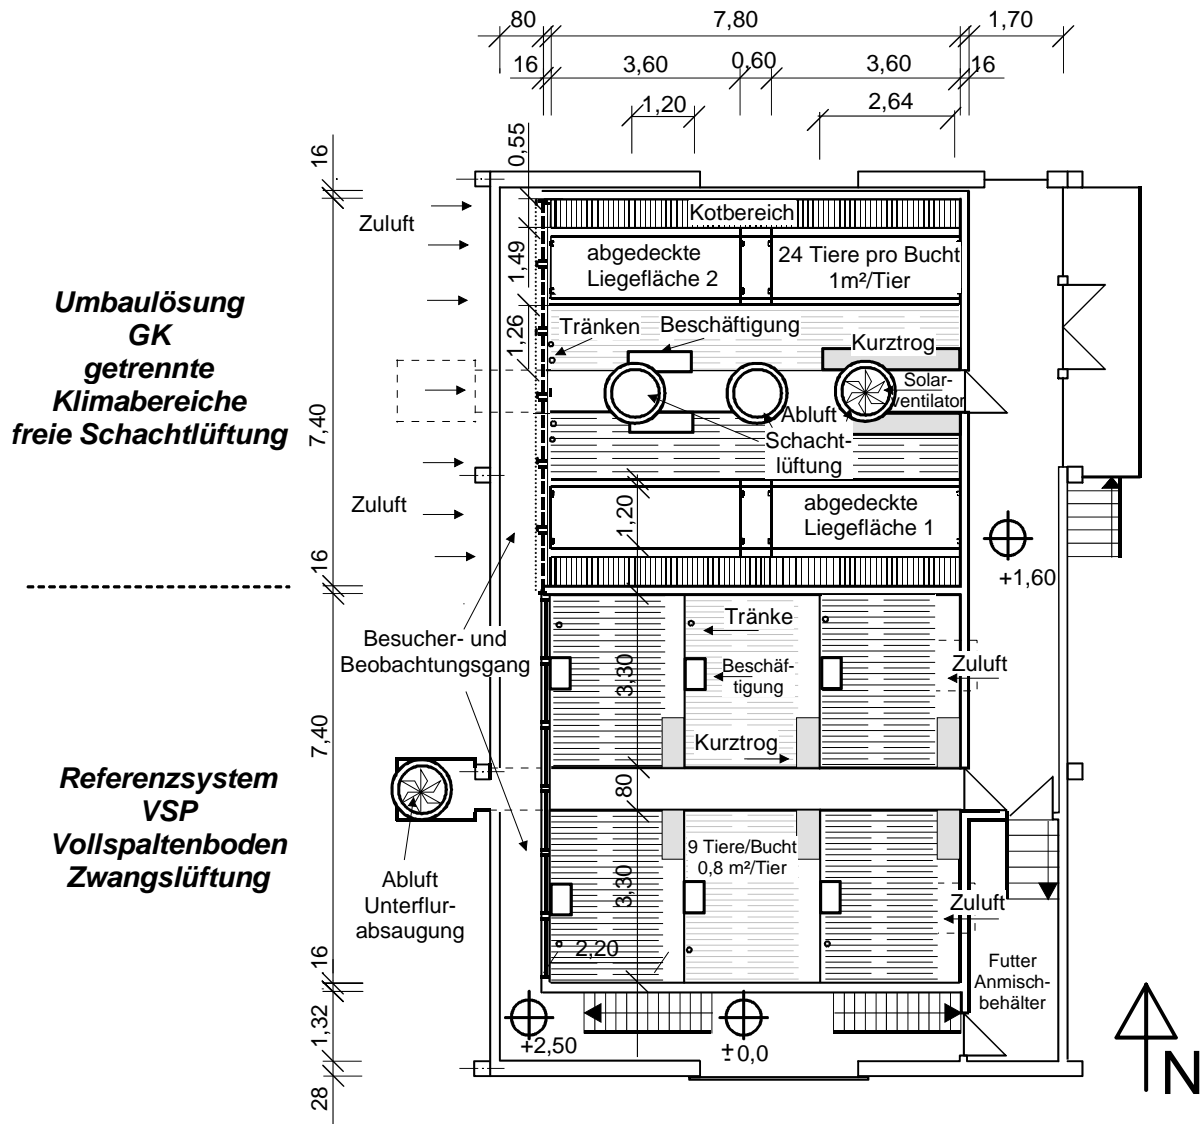 80
7,80
1,70
16
3,60
0,60
3,60
16
1,20
2,64
16
0,55
Kotbereich
Zuluft
abgedeckte
Liegefläche 2
24 Tiere pro Bucht
1m²/Tier
1,49
Umbaulösung
GK
getrennte
Klimabereiche
freie Schachtlüftung
1,26
Tränken
Beschäftigung
Kurztrog
Solar-
ventilator
7,40
Abluft
Schacht-
lüftung
Zuluft
1,20
abgedeckte
Liegefläche 1
+1,60
16
Besucher- und
Beobachtungsgang
Tränke
Beschäf-
tigung
Zuluft
3,30
Kurztrog
7,40
Referenzsystem
VSP
Vollspaltenboden
Zwangslüftung
80
9 Tiere/Bucht
0,8 m²/Tier
Abluft
Unterflur-
absaugung
3,30
Zuluft
2,20
16
Futter
Anmisch-
behälter
1,32
+2,50
±0,0
28
N